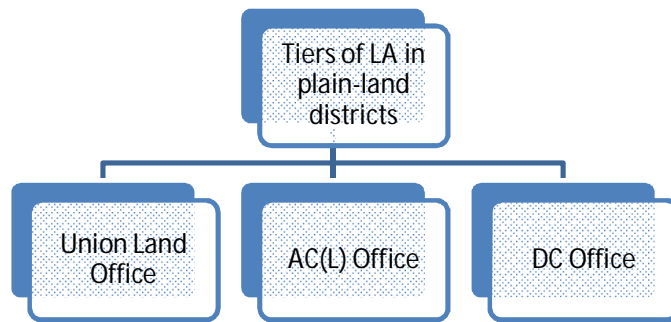 Tiers of LA in
plain-land
districts
Union Land
Office
AC(L) Office
DC Office